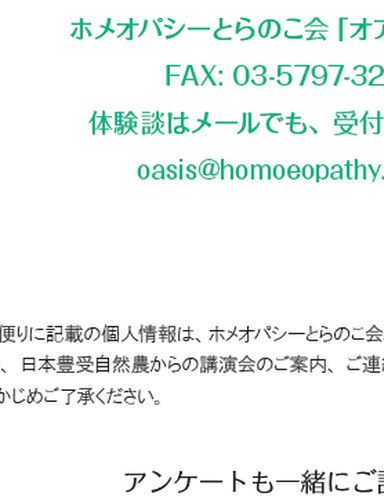 ホメオパシーとらのこ会「オア
FAX: 03-5797-32
体験談はメールでも、受付
oasis@homoeopathy.
便りに記載の個人情報は、ホメオパシーとらのこ会
、日本豊受自然農からの講演会のご案内、ご連絡
かじめご了承ください。
アンケートも一緒にご記